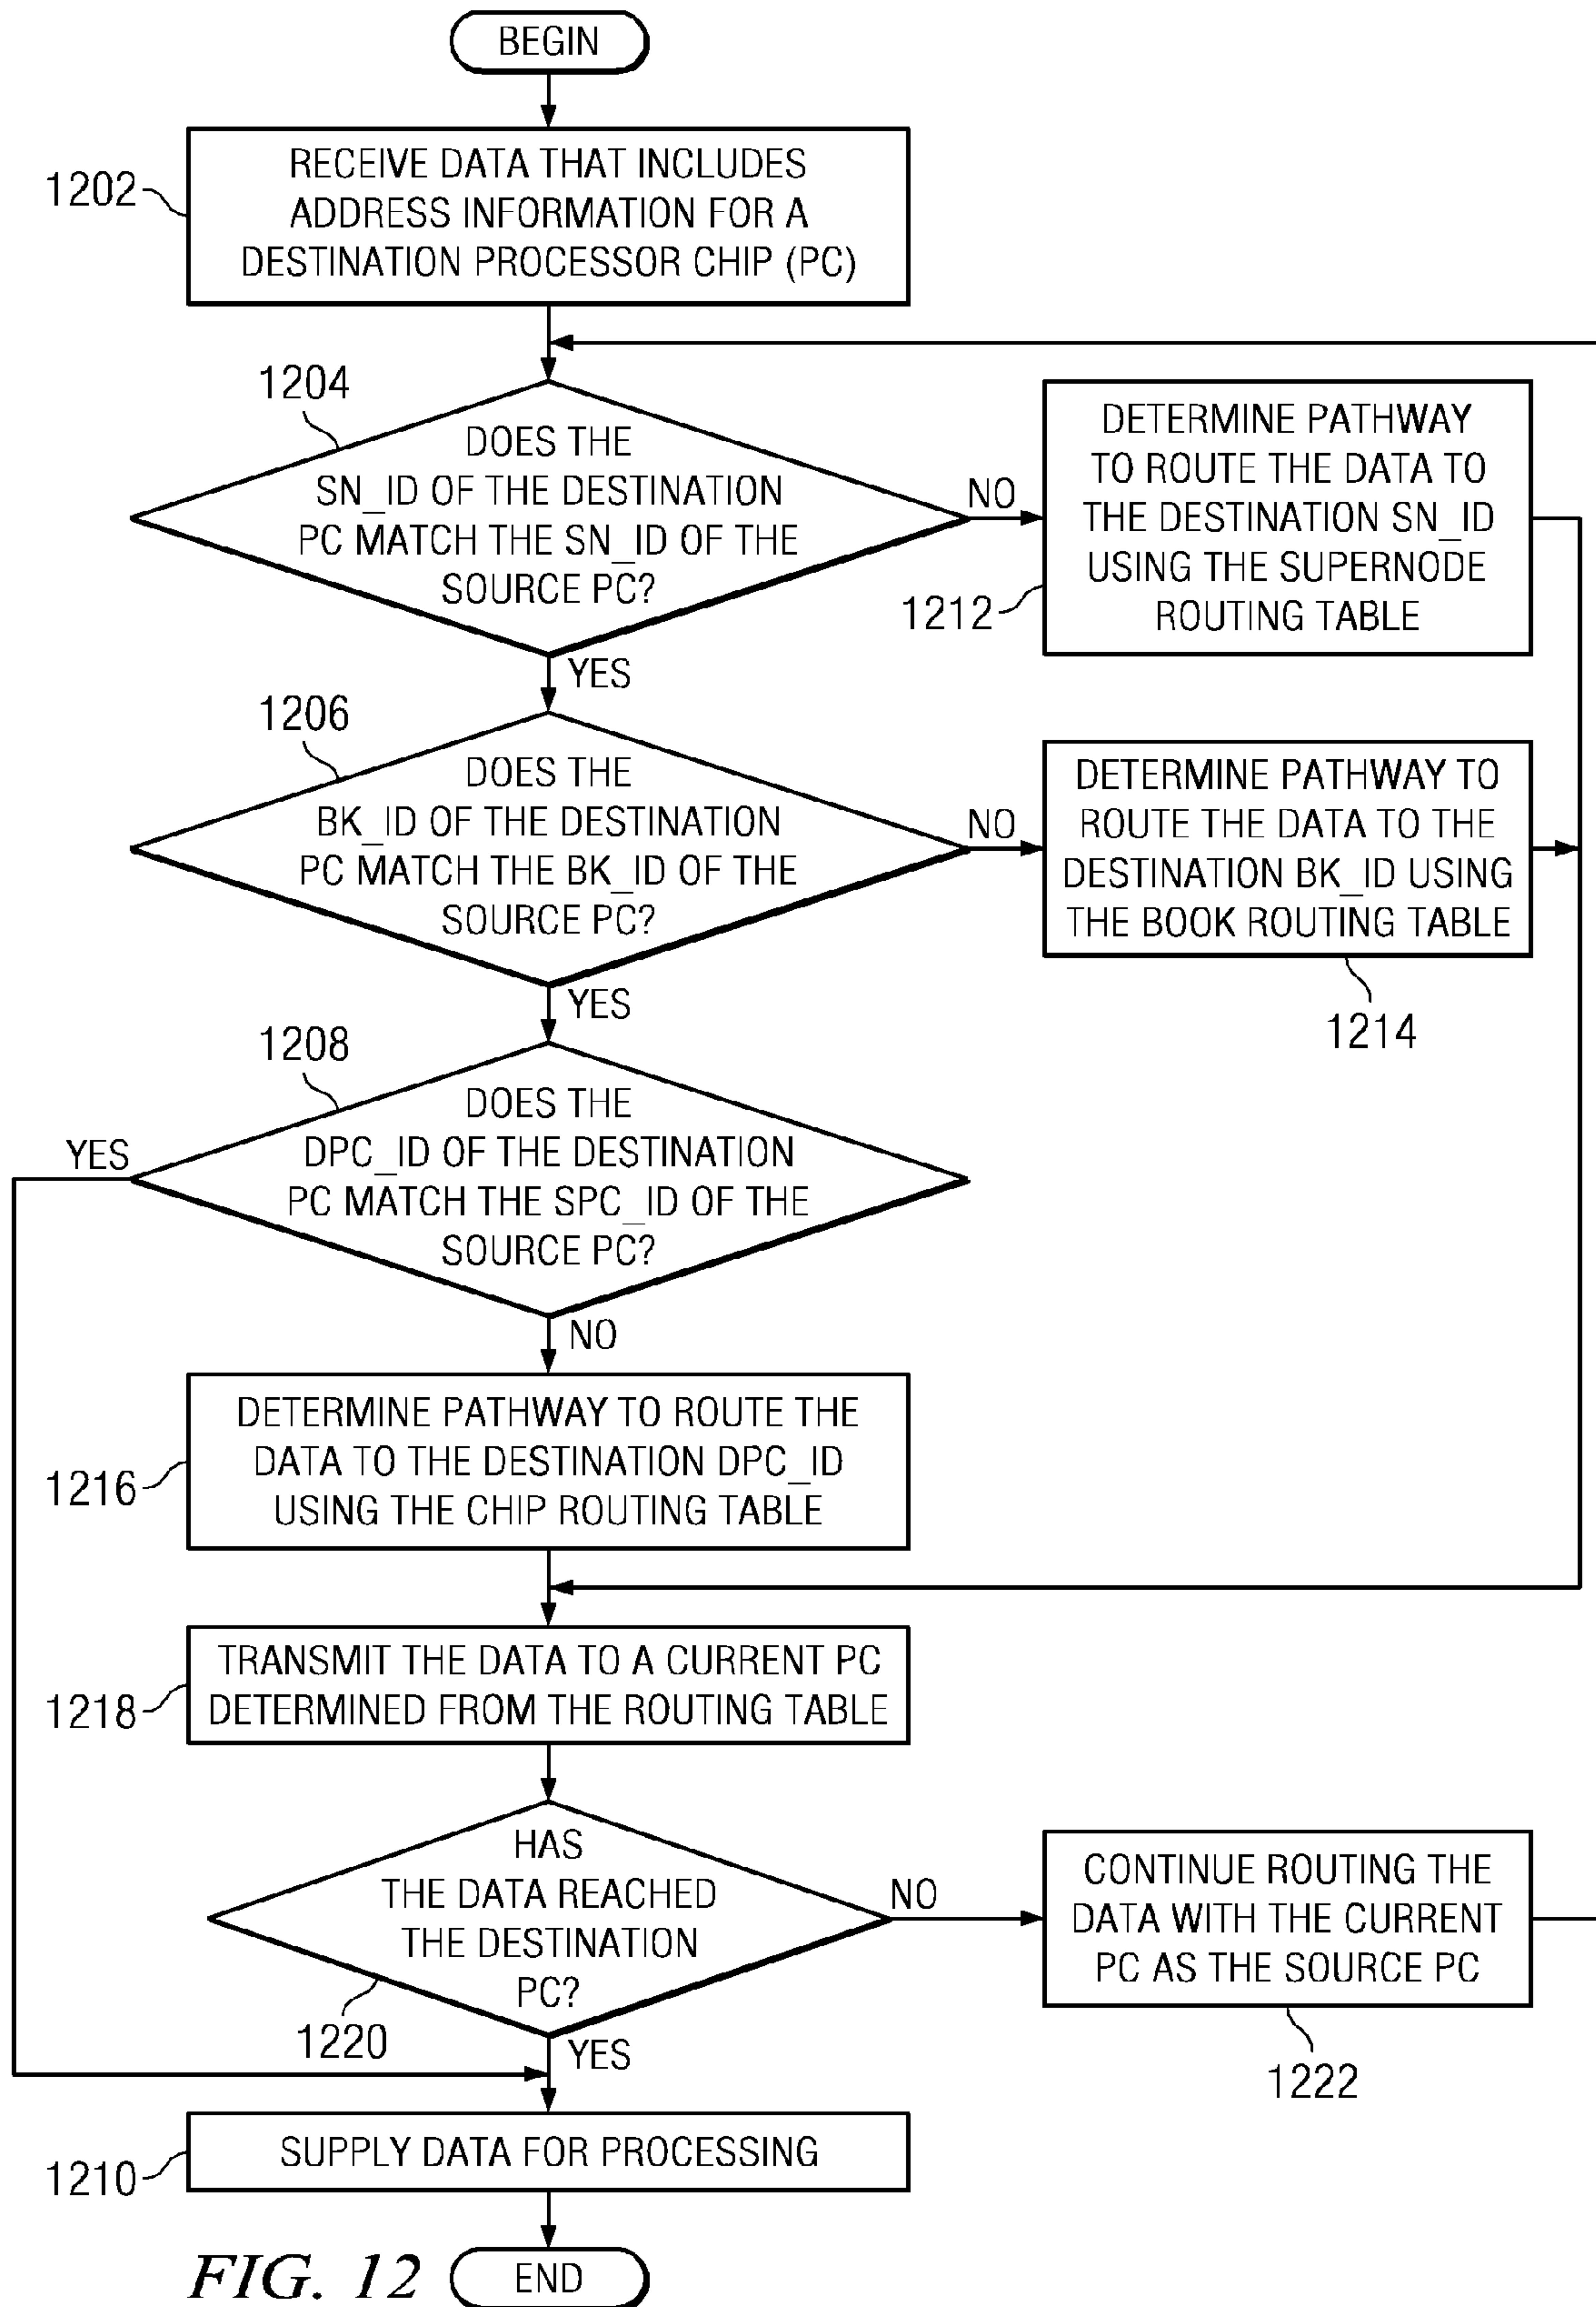 BEGIN
1202
RECEIVE DATA THAT INCLUDES
ADDRESS INFORMATION FOR A
DESTINATION PROCESSOR CHIP (PC)
1204
DOES THE
SN_ID OF THE DESTINATION
PC MATCH THE SN_ID OF THE
SOURCE PC?
NO
DETERMINE PATHWAY
TO ROUTE THE DATA TO
THE DESTINATION SN_ID
USING THE SUPERNODE
ROUTING TABLE
1212
YES
1206
DOES THE
BK_ID OF THE DESTINATION
PC MATCH THE BK_ID OF THE
SOURCE PC?
NO
DETERMINE PATHWAY TO
ROUTE THE DATA TO THE
DESTINATION BK_ID USING
THE BOOK ROUTING TABLE
1214
YES
1208
DOES THE
DPC_ID OF THE DESTINATION
PC MATCH THE SPC_ID OF THE
SOURCE PC?
YES
NO
1216
DETERMINE PATHWAY TO ROUTE THE
DATA TO THE DESTINATION DPC_ID
USING THE CHIP ROUTING TABLE
1218
TRANSMIT THE DATA TO A CURRENT PC
DETERMINED FROM THE ROUTING TABLE
HAS
THE DATA REACHED
THE DESTINATION
PC?
1220
NO
CONTINUE ROUTING THE
DATA WITH THE CURRENT
PC AS THE SOURCE PC
1222
YES
1210
SUPPLY DATA FOR PROCESSING
FIG. 12
END